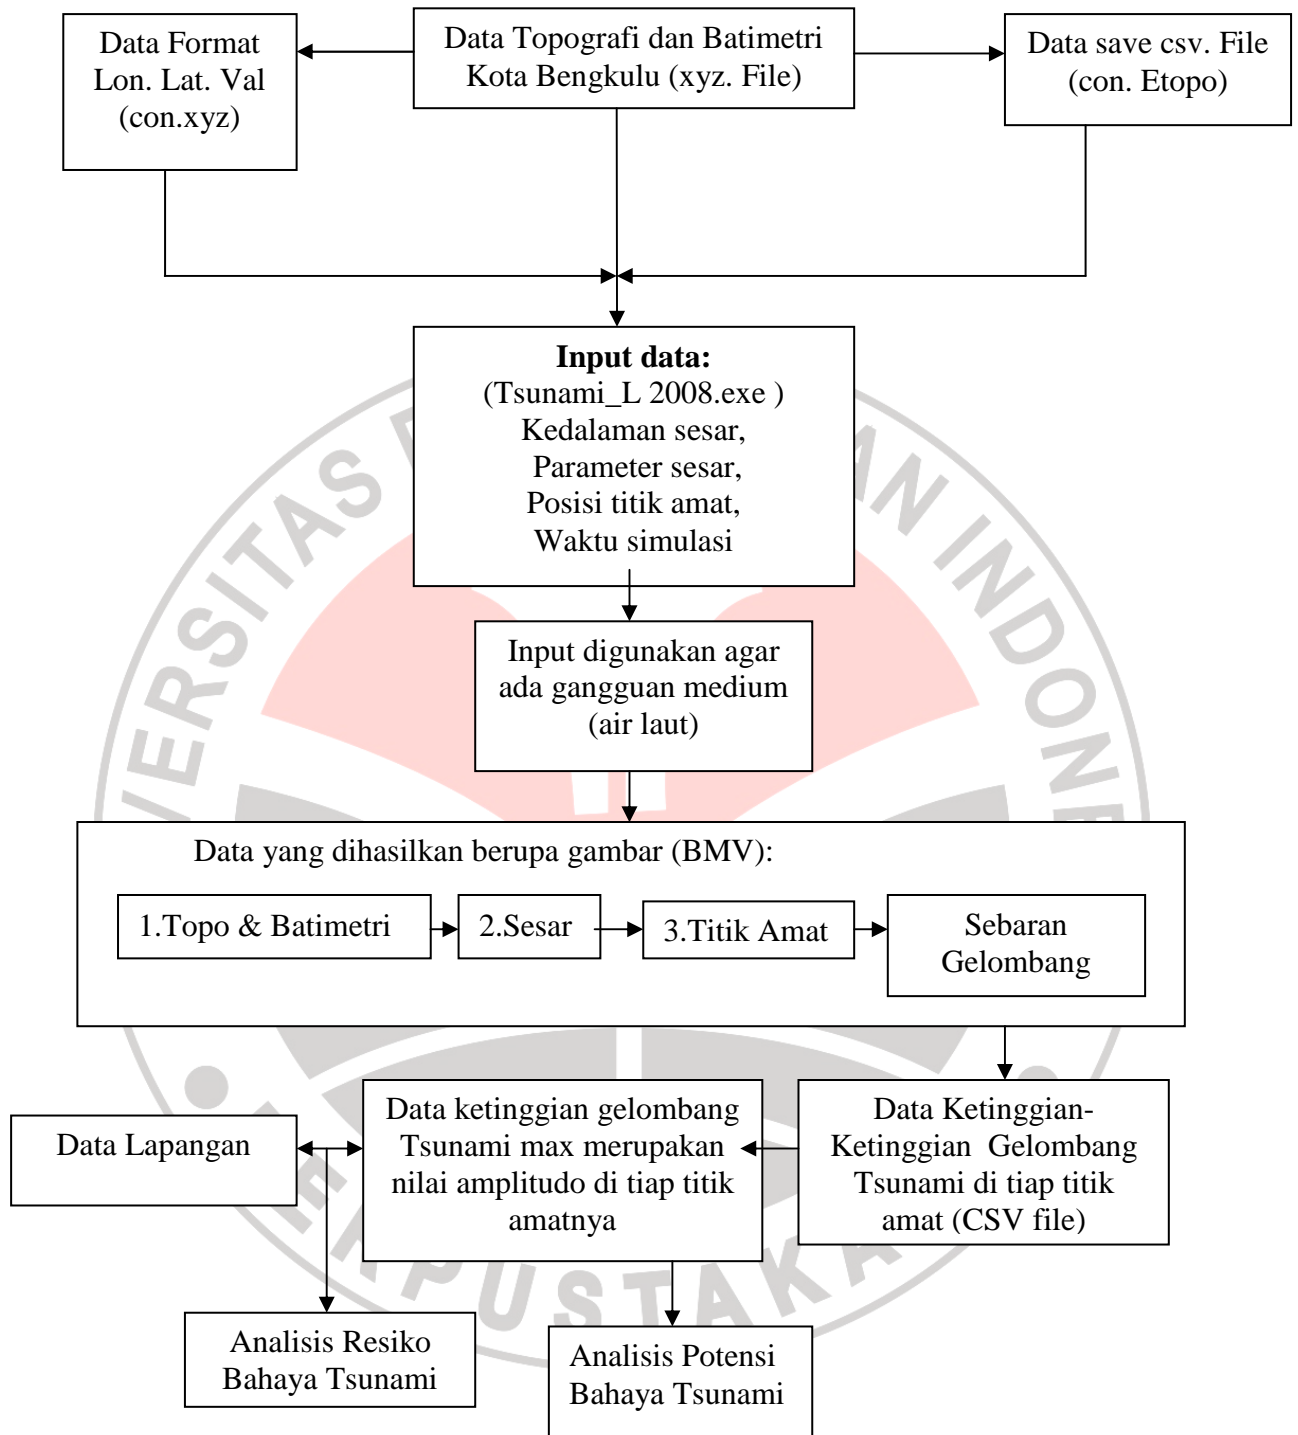 Data Format
Lon. Lat. Val
(con.xyz)
Data Topografi dan Batimetri
Kota Bengkulu (xyz. File)
Data save csv. File
(con. Etopo)
Input data:
(Tsunami_L 2008.exe )
Kedalaman sesar,
Parameter sesar,
Posisi titik amat,
Waktu simulasi
Input digunakan agar
ada gangguan medium
(air laut)
Data yang dihasilkan berupa gambar (BMV):
1.Topo & Batimetri
2.Sesar
3.Titik Amat
Sebaran
Gelombang
Data Lapangan
Data ketinggian gelombang
Tsunami max merupakan
nilai amplitudo di tiap titik
amatnya
Data Ketinggian-
Ketinggian  Gelombang
Tsunami di tiap titik
amat (CSV file)
Analisis Resiko
Bahaya Tsunami
Analisis Potensi
Bahaya Tsunami